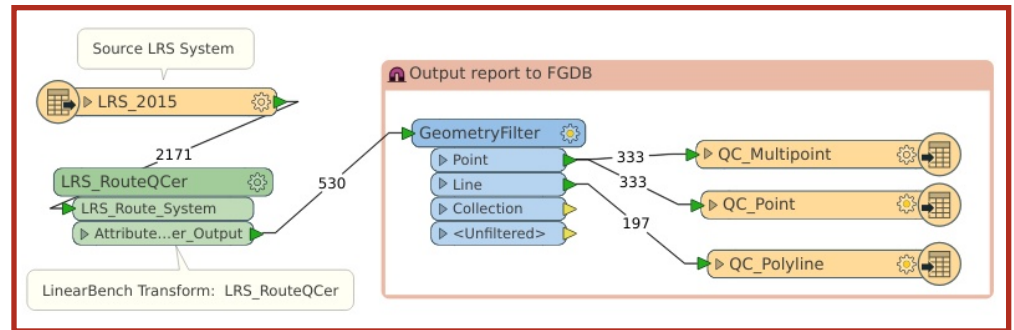 Source LRS System
LRS_2015
2171
LRS_RouteQCer
LRS_Route_System
Attribute...er_Output
LinearBench Transform:  LRS_RouteQCer
530
Output report to FGDB
GeometryFilter
Point
Line
Collection
<Unfiltered>
333
333
197
QC_Multipoint
QC_Point
QC_Polyline